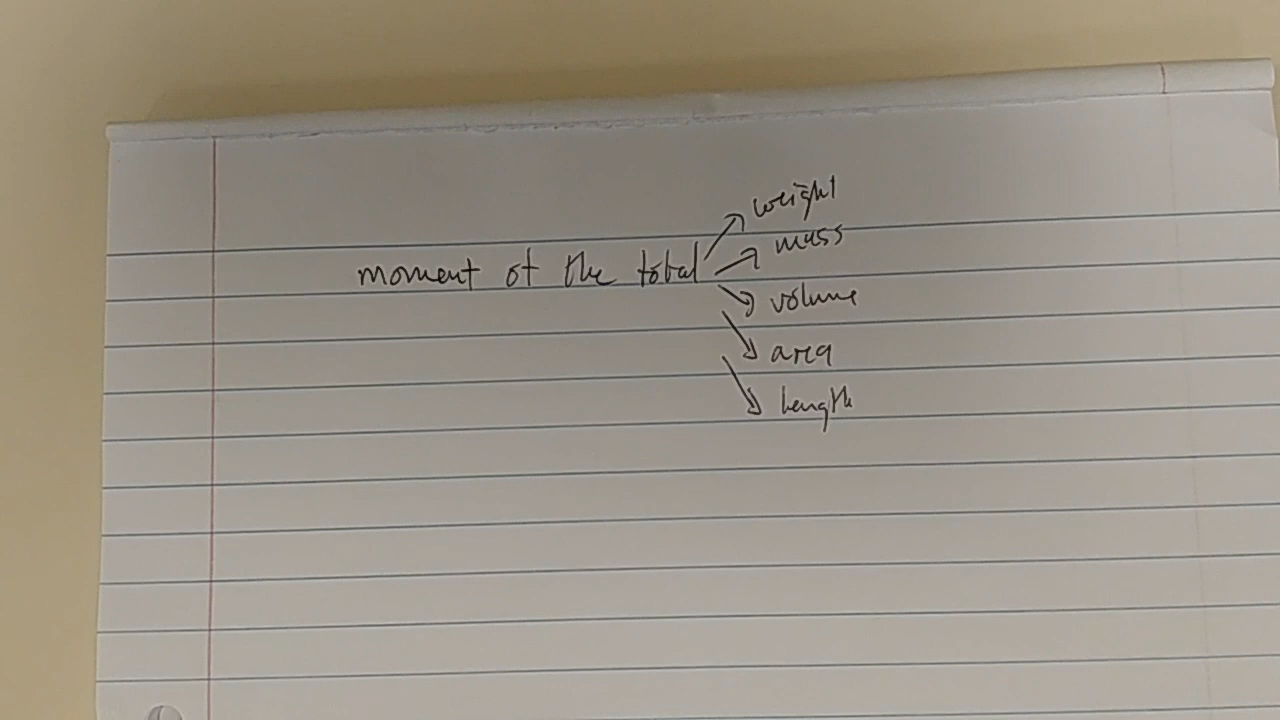 weight
moment of the total
mass
volume
area
length